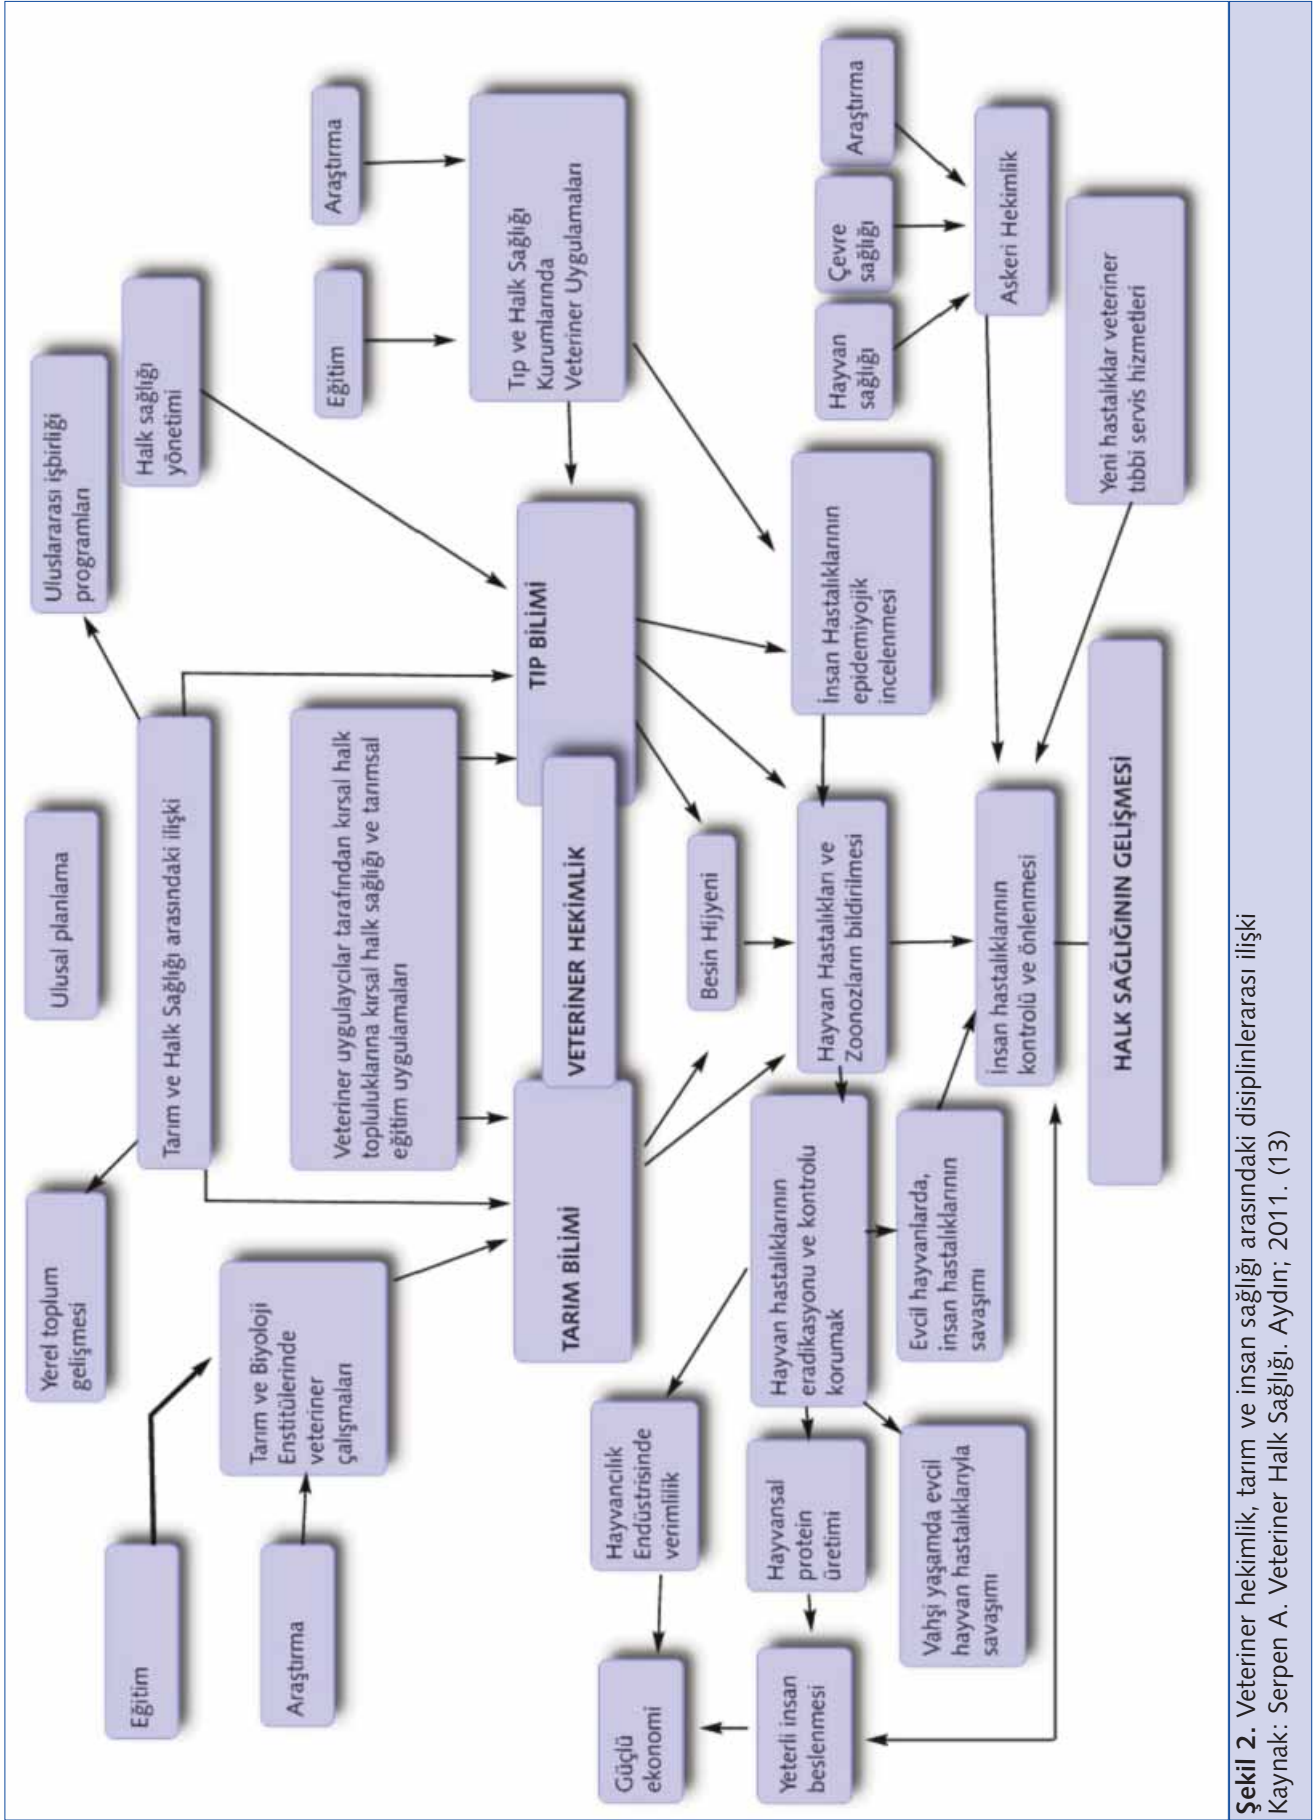 Yerel toplum
gelişmesi
Ulusal planlama
Uluslararası işbirliği
programları
Eğitim
Tarım ve Halk Sağlığı arasındaki ilişki
Halk sağlığı
yönetimi
Araştırma
Tarım ve Biyoloji
Enstitülerinde
veteriner
çalışmaları
Veteriner uygulayıcılar tarafından kırsal halk
topluluklarına kırsal halk sağlığı ve tarımsal
eğitim uygulamaları
Eğitim
Araştırma
TARIM BİLİMİ
VETERİNER HEKİMLİK
TIP BİLİMİ
Tıp ve Halk Sağlığı
Kurumlarında
Veteriner Uygulamaları
Güçlü
ekonomi
Hayvancılık
Endüstrisinde
verimlilik
Besin Hijyeni
Yeterli insan
beslenmesi
Hayvansal
protein
üretimi
Hayvan hastalıklarının
eradikasyonu ve kontrolu
korumak
Hayvan Hastalıkları ve
Zoonozların bildirilmesi
İnsan Hastalıklarının
epidemiyojik
incelenmesi
Hayvan
sağlığı
Çevre
sağlığı
Araştırma
Vahşi yaşamda evcil
hayvan hastalıklarıyla
savaşımı
Evcil hayvanlarda,
insan hastalıklarının
savaşımı
İnsan hastalıklarının
kontrolü ve önlenmesi
Askeri Hekimlik
Yeni hastalıklar veteriner
tıbbi servis hizmetleri
HALK SAĞLIĞININ GELİŞMESİ
Şekil 2. Veteriner hekimlik, tarım ve insan sağlığı arasındaki disiplinlerarası ilişki
Kaynak: Serpen A. Veteriner Halk Sağlığı. Aydın; 2011. (13)